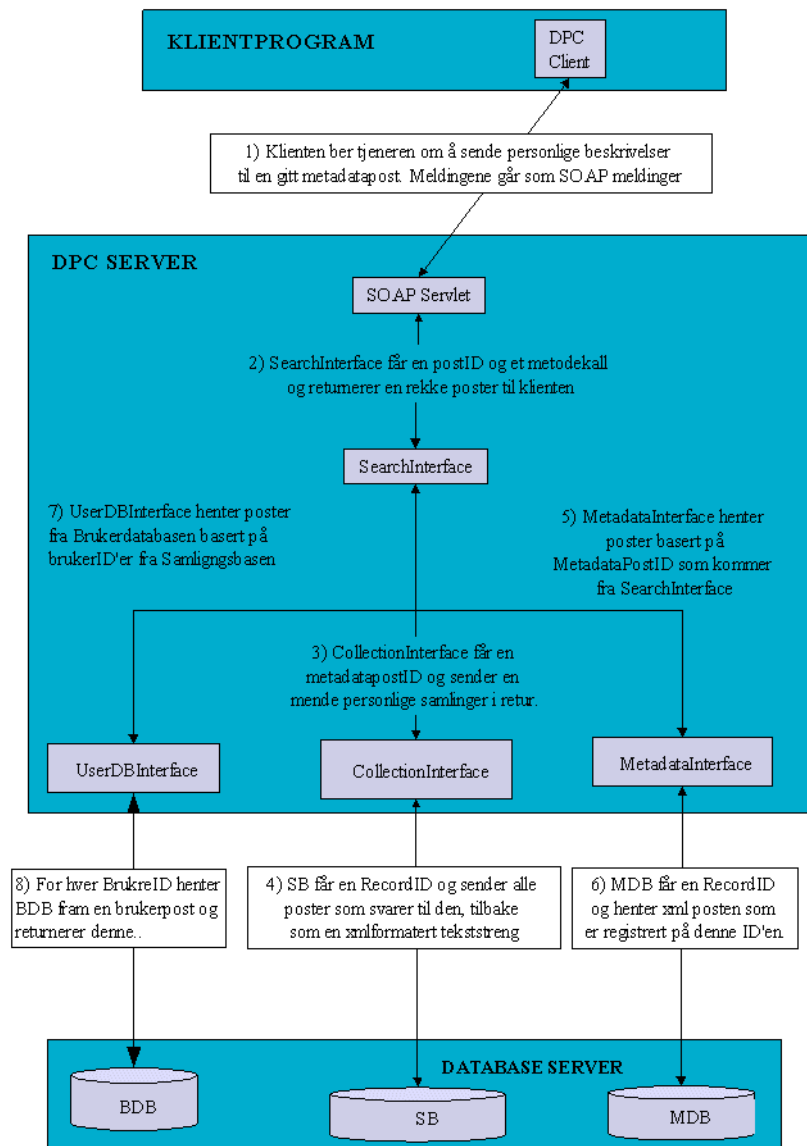 KLIENTPROGRAM
DPC
Client
1) Klienten ber tjeneren om å sende personlige beskrivelser
til en gitt metadatapost. Meldingene går som SOAP meldinger
DPC SERVER
SOAP Servlet
2) SearchInterface får en postID og et metodekall
og returnerer en rekke poster til klienten
SearchInterface
7) UserDBInterface henter poster
fra Brukerdatabasen basert på
brukerID'er fra Samligngsbasen
5) MetadataInterface henter
poster basert på
MetadataPostID som kommer
fra SearchInterface
3) CollectionInterface får en
metadatapostID og sender en
mende personlige samlinger i retur.
UserDBInterface
CollectionInterface
MetadataInterface
8) For hver BrukreID henter
BDB fram en brukerpost og
returnerer denne..
4) SB får en RecordID og sender alle
poster som svarer til den, tilbake
som en xmlformatert tekststreng
6) MDB får en RecordID
og henter xml posten som
er registrert på denne ID'en.
DATABASE SERVER
BDB
SB
MDB